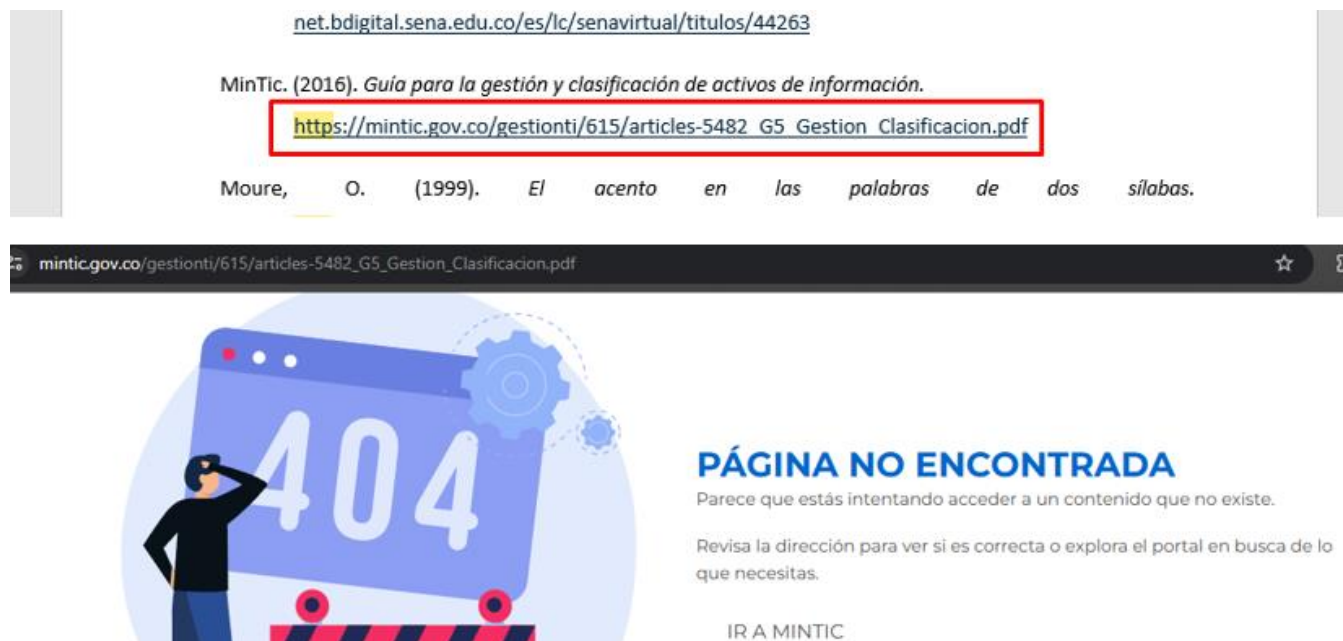 net.bdigital.sena.edu.co/es/lc/senavirtual/titulos/44263
MinTic. (2016). Guía para la gestión y clasificación de activos de información.
https://mintic.gov.co/gestionti/615/articles-5482_G5_Gestion_Clasificacion.pdf
Moure, O. (1999). El acento en las palabras de dos sílabas.
mintic.gov.co/gestionti/615/articles-5482_G5_Gestion_Clasificacion.pdf
404
PÁGINA NO ENCONTRADA
Parece que estás intentando acceder a un contenido que no existe.
Revisa la dirección para ver si es correcta o explora el portal en busca de lo
que necesitas.
IR A MINTIC